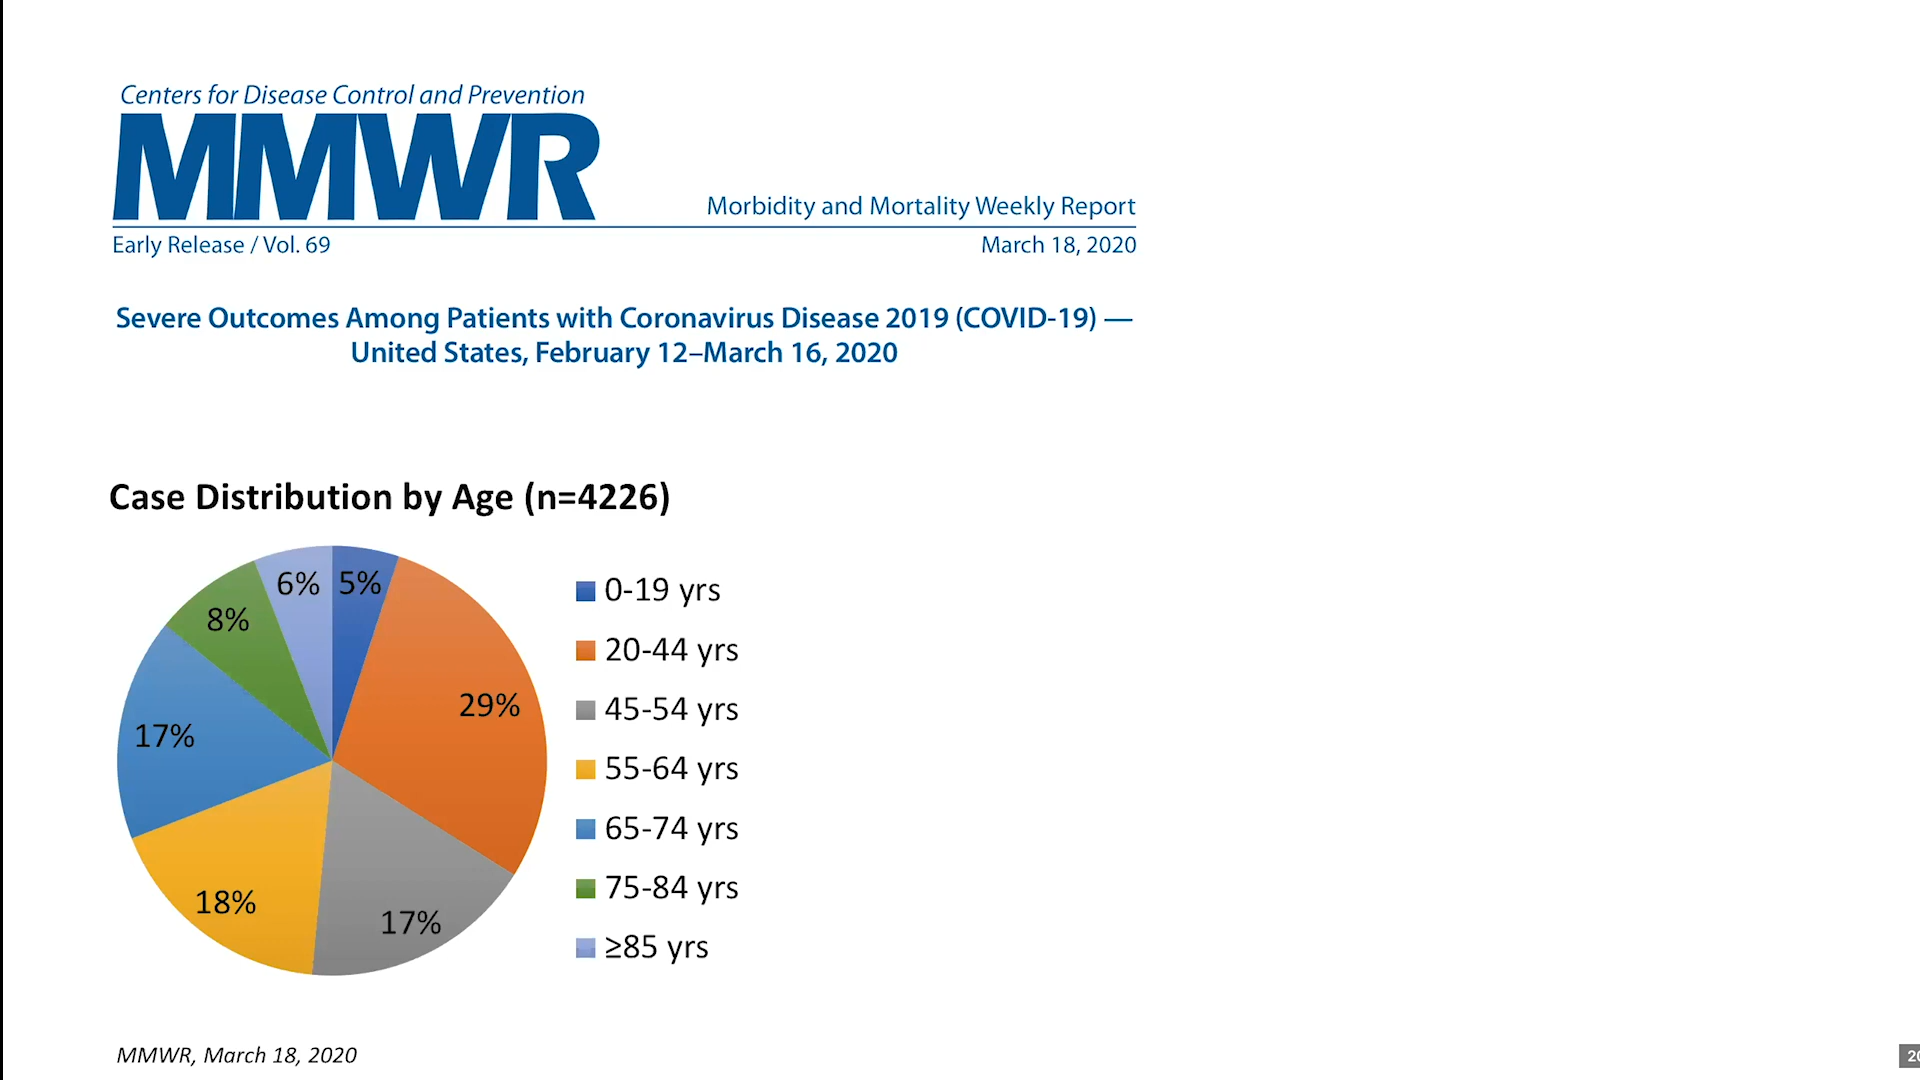 Centers for Disease Control and Prevention
MMWR
Morbidity and Mortality Weekly Report
Early Release / Vol. 69
March 18, 2020
Severe Outcomes Among Patients with Coronavirus Disease 2019 (COVID-19) —
United States, February 12–March 16, 2020
Case Distribution by Age (n=4226)
6%
5%
8%
29%
17%
18%
17%
0-19 yrs
20-44 yrs
45-54 yrs
55-64 yrs
65-74 yrs
75-84 yrs
≥85 yrs
MMWR, March 18, 2020